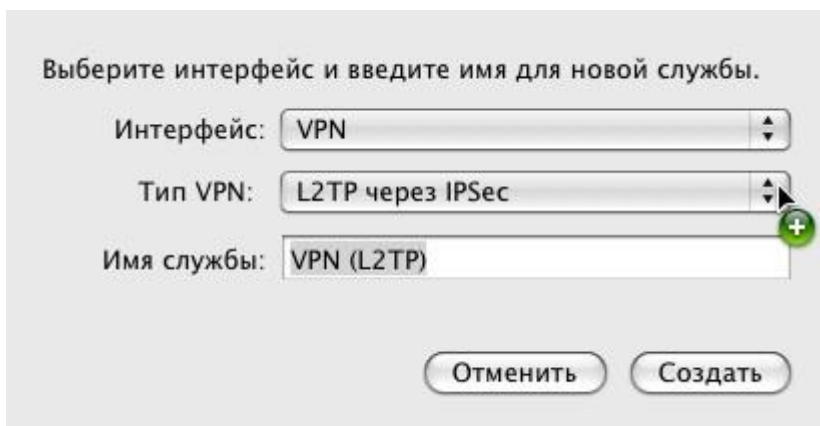 Выберите интерфейс и введите имя для новой службы.
Интерфейс: VPN
Тип VPN: L2TP через IPSec
Имя службы: VPN (L2TP)
Отменить Создать